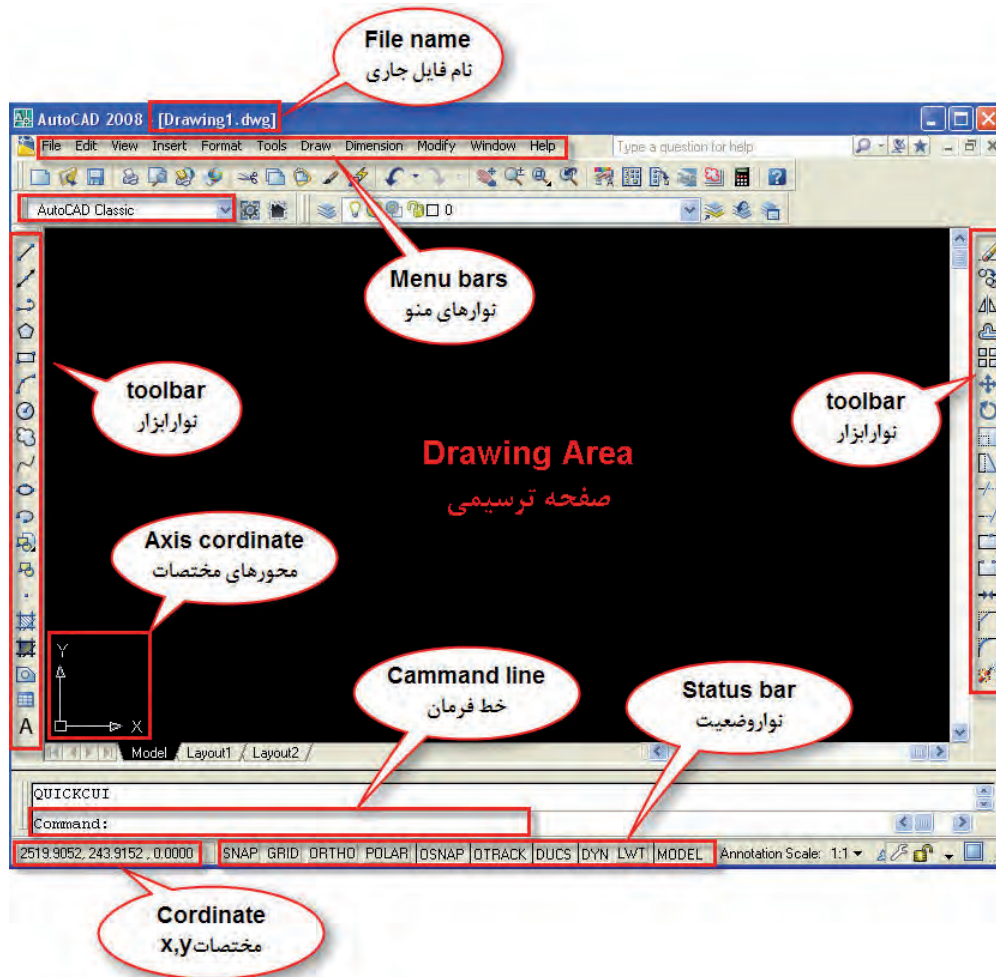 File name
نام فایل جاری
AutoCAD 2008 [Drawing1.dwg]
File Edit View Insert Format Tools Draw Dimension Modify Window Help Type a question for help
AutoCAD Classic 0
Menu bars
نوارهای منو
toolbar
نوارابزار
toolbar
نوارابزار
Drawing Area
صفحه ترسیمی
Axis cordinate
محورهای مختصات
Y
X
A
Cammand line
خط فرمان
Status bar
نواروضعیت
Model Layout1 Layout2
QUICKCUI
Command:
2519.9052, 243.9152 , 0.0000 SNAP GRID ORTHO POLAR OSNAP OTRACK DUCS DYN LWT MODEL Annotation Scale: 1:1
Cordinate
مختصات x,y